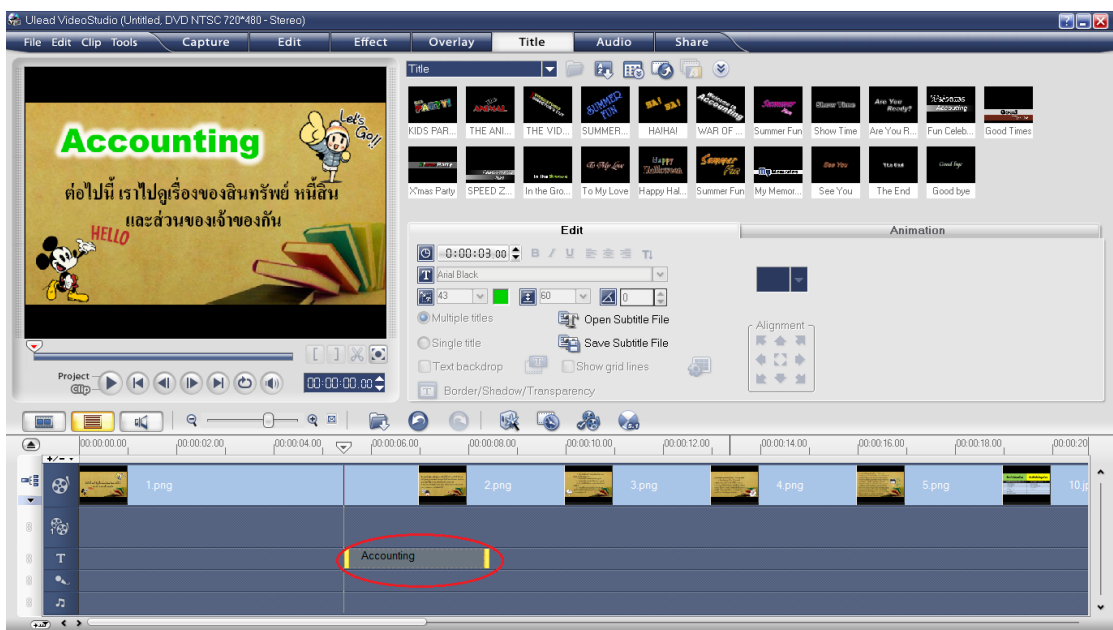 Ulead VideoStudio (Untitled, DVD NTSC 720*480 - Stereo)
File Edit Clip Tools Capture Edit Effect Overlay Title Audio Share
Let's Go!!
Accounting
ต่อไปนี้ เราไปดูเรื่องของสินทรัพย์ หนี้สิน
และส่วนของเจ้าของกัน
HELLO
Project
Clip
00:00:00.00
Title
KIDS PAR... THE ANI... THE VID... SUMMER... HAIHAI WAR OF ... Summer Fun Show Time Are You R... Fun Celeb... Good Times
X'mas Party SPEED Z... In the Gro... To My Love Happy Hal... Summer Fun My Memor... See You The End Good bye
Edit Animation
0:00:03.00 B I U
Arial Black
43 60 0
Multiple titles Open Subtitle File
Single title Save Subtitle File
Text backdrop Show grid lines
Border/Shadow/Transparency
Alignment
00:00:00.00 00:00:02.00 00:00:04.00 00:00:06.00 00:00:08.00 00:00:10.00 00:00:12.00 00:00:14.00 00:00:16.00 00:00:18.00 00:00:20
1.png 2.png 3.png 4.png 5.png 10.jp
Accounting